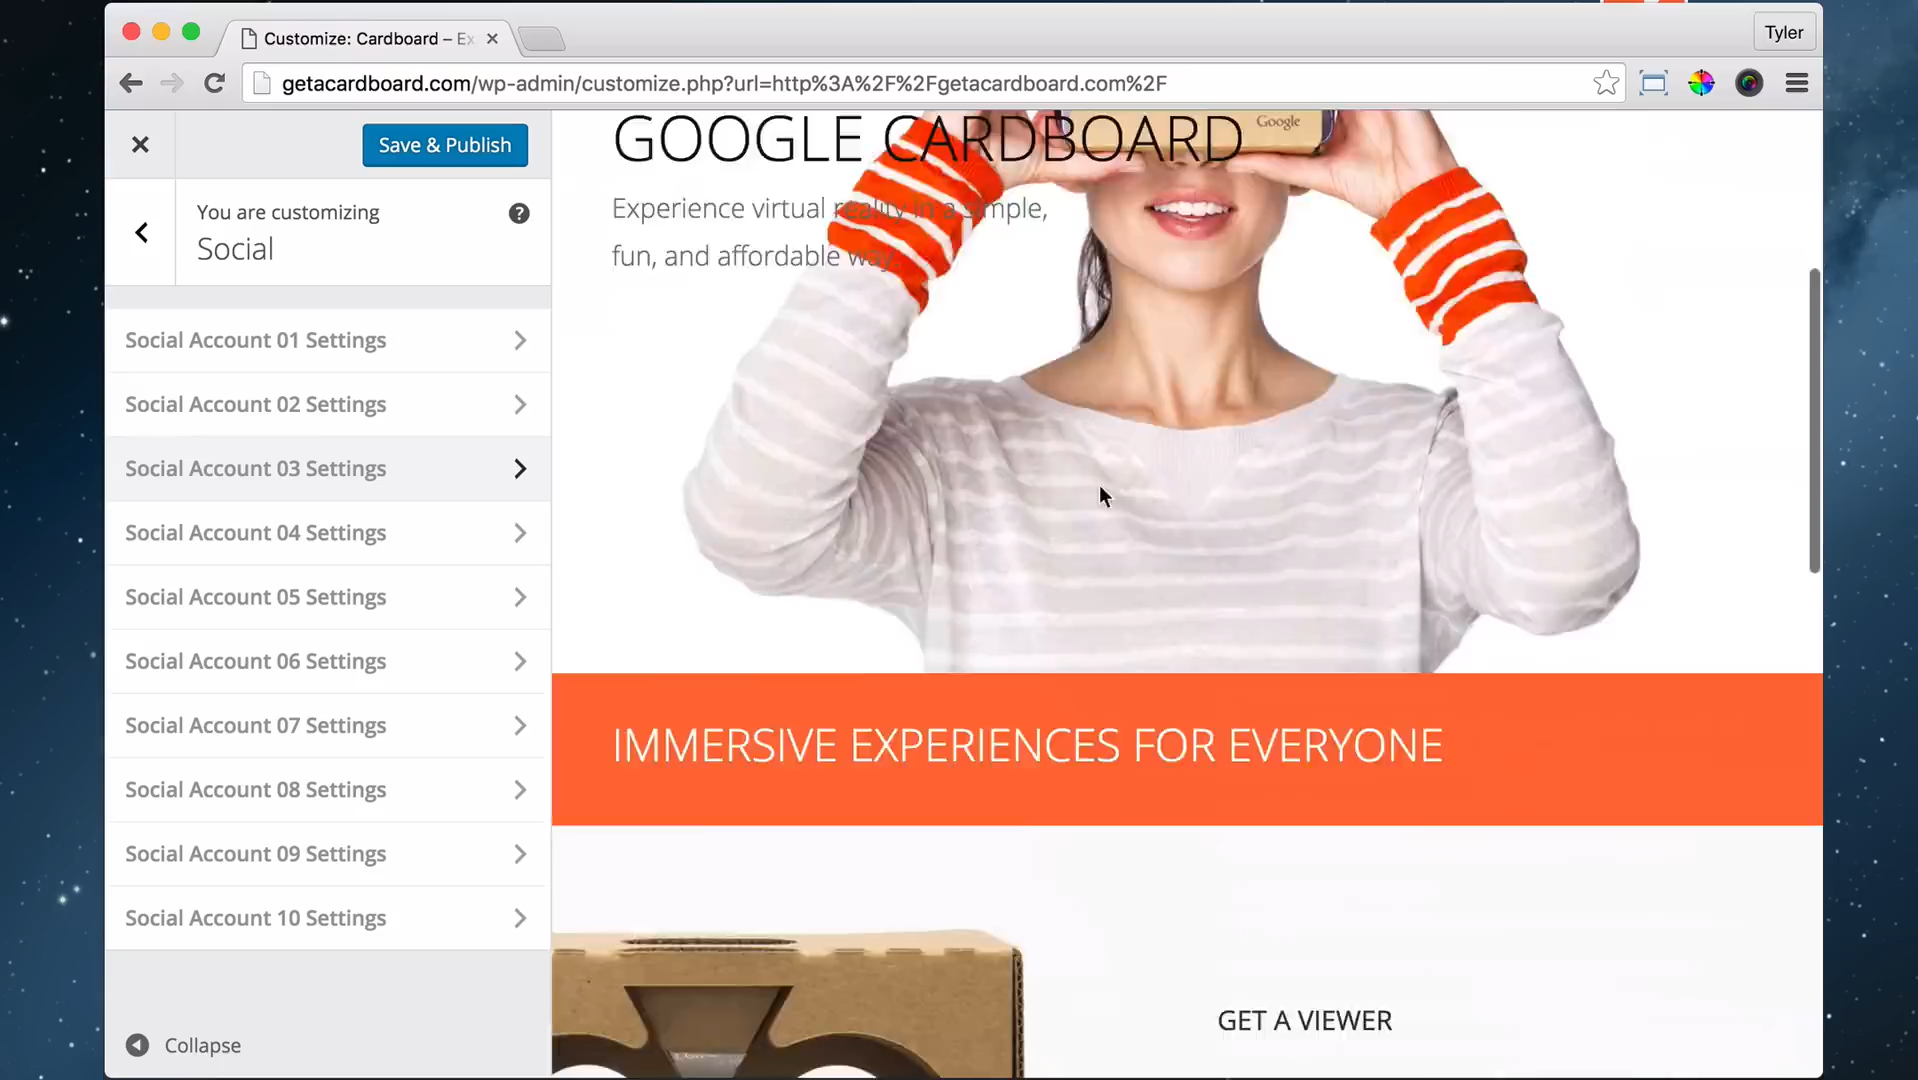 Customize: Cardboard – Ex
Tyler
getacardboard.com/wp-admin/customize.php?url=http%3A%2F%2Fgetacardboard.com%2F
Save & Publish
You are customizing
Social
Social Account 01 Settings
Social Account 02 Settings
Social Account 03 Settings
Social Account 04 Settings
Social Account 05 Settings
Social Account 06 Settings
Social Account 07 Settings
Social Account 08 Settings
Social Account 09 Settings
Social Account 10 Settings
Collapse
Google
GOOGLE CARDBOARD
Experience virtual reality in a simple,
fun, and affordable way.
IMMERSIVE EXPERIENCES FOR EVERYONE
GET A VIEWER